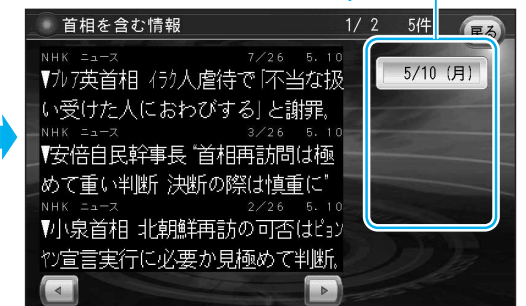 首相を含む情報 1/ 2 5件 戻る
NHK ニュース 7/26 5. 10
▼ブレア英首相 イラク人虐待で「不当な扱
い受けた人におわびする」と謝罪。
NHK ニュース 3/26 5. 10
▼安倍自民幹事長 “首相再訪問は極
めて重い判断 決断の際は慎重に"
NHK ニュース 2/26 5. 10
▼小泉首相 北朝鮮再訪の可否はピョン
ヤン宣言実行に必要か見極めて判断。
5/10 (月)